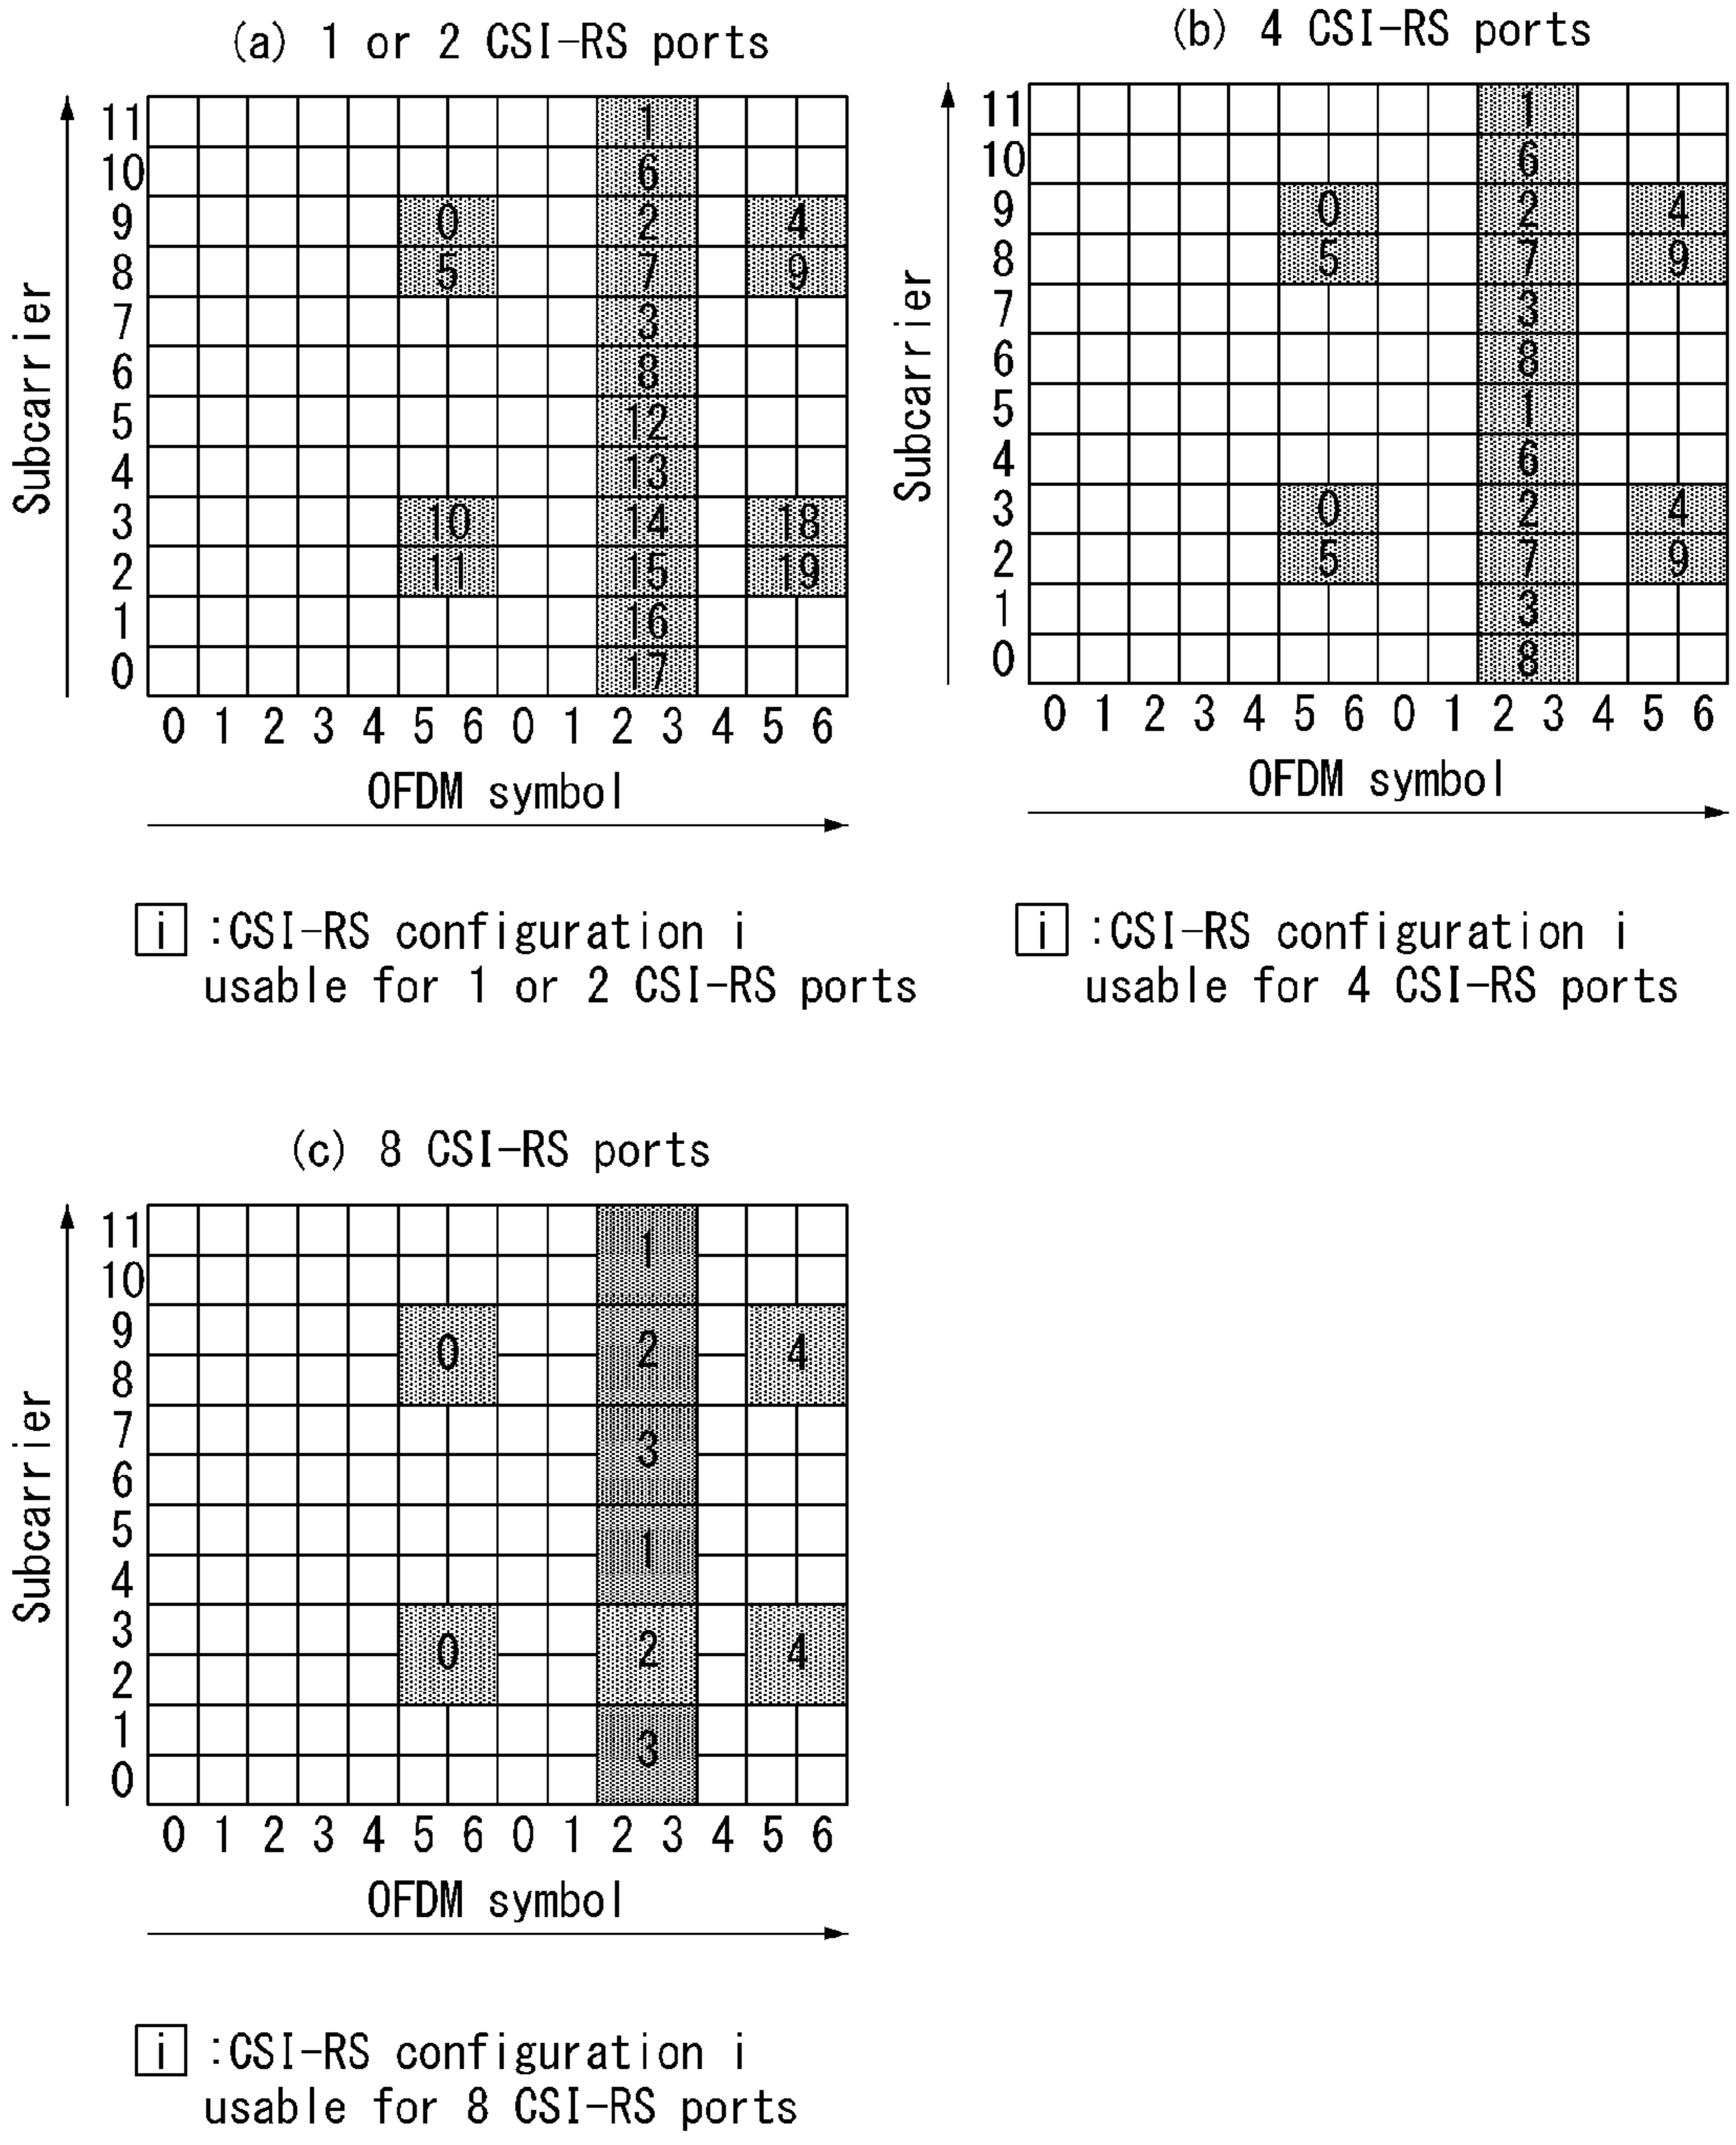 (a) 1 or 2 CSI-RS ports
Subcarrier
11 1
10 6
9 0 2 4
8 5 7 9
7 3
6 8
5 12
4 13
3 10 14 18
2 11 15 19
1 16
0 17
0 1 2 3 4 5 6 0 1 2 3 4 5 6
OFDM symbol
i :CSI-RS configuration i
usable for 1 or 2 CSI-RS ports
(b) 4 CSI-RS ports
Subcarrier
11 1
10 6
9 0 2 4
8 5 7 9
7 3
6 8
5 1
4 6
3 0 2 4
2 5 7 9
1 3
0 8
0 1 2 3 4 5 6 0 1 2 3 4 5 6
OFDM symbol
i :CSI-RS configuration i
usable for 4 CSI-RS ports
(c) 8 CSI-RS ports
Subcarrier
11
1
10
9
0 2 4
8
7
3
6
5
1
4
3
0 2 4
2
1
3
0
0 1 2 3 4 5 6 0 1 2 3 4 5 6
OFDM symbol
i :CSI-RS configuration i
usable for 8 CSI-RS ports